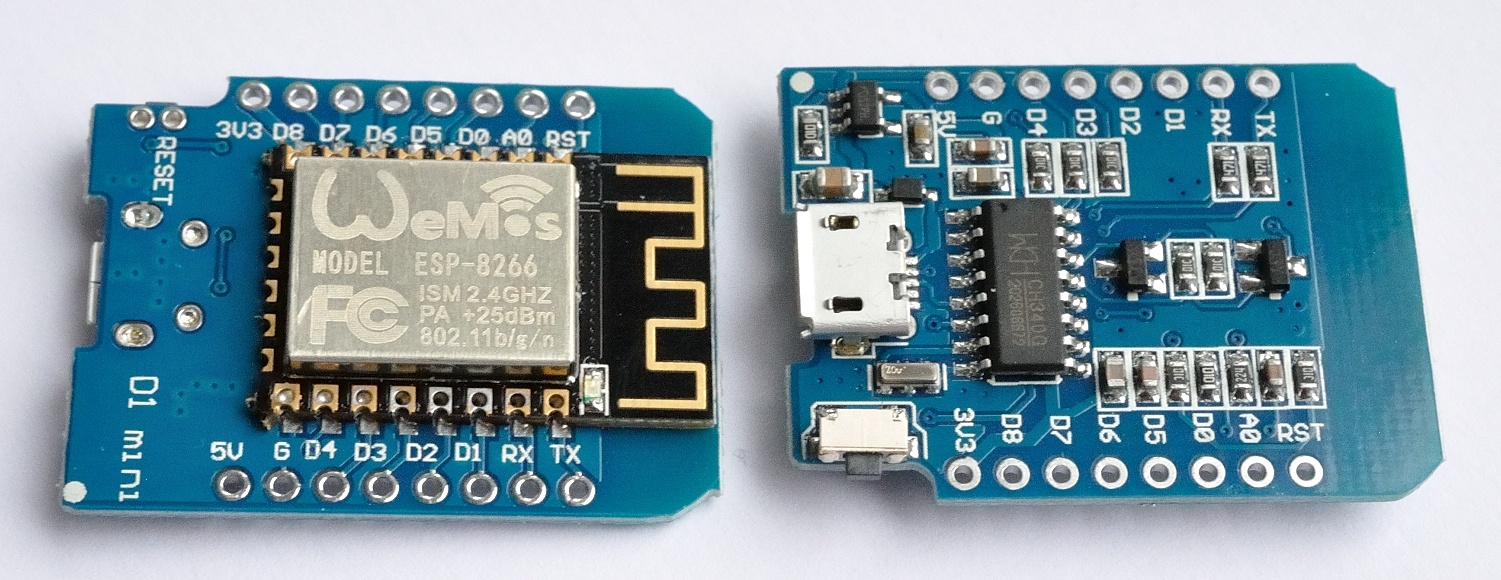 3V3 D8 D7 D6 D5 D0 A0 RST
RESET
WeMos
MODEL ESP-8266
FC
ISM 2.4GHZ
PA +25dBm
802.11b/g/n
D1 mini
5V G D4 D3 D2 D1 RX TX
5V G D4 D3 D2 D1 RX TX
CH340G
3V3 D8 D7 D6 D5 D0 A0 RST